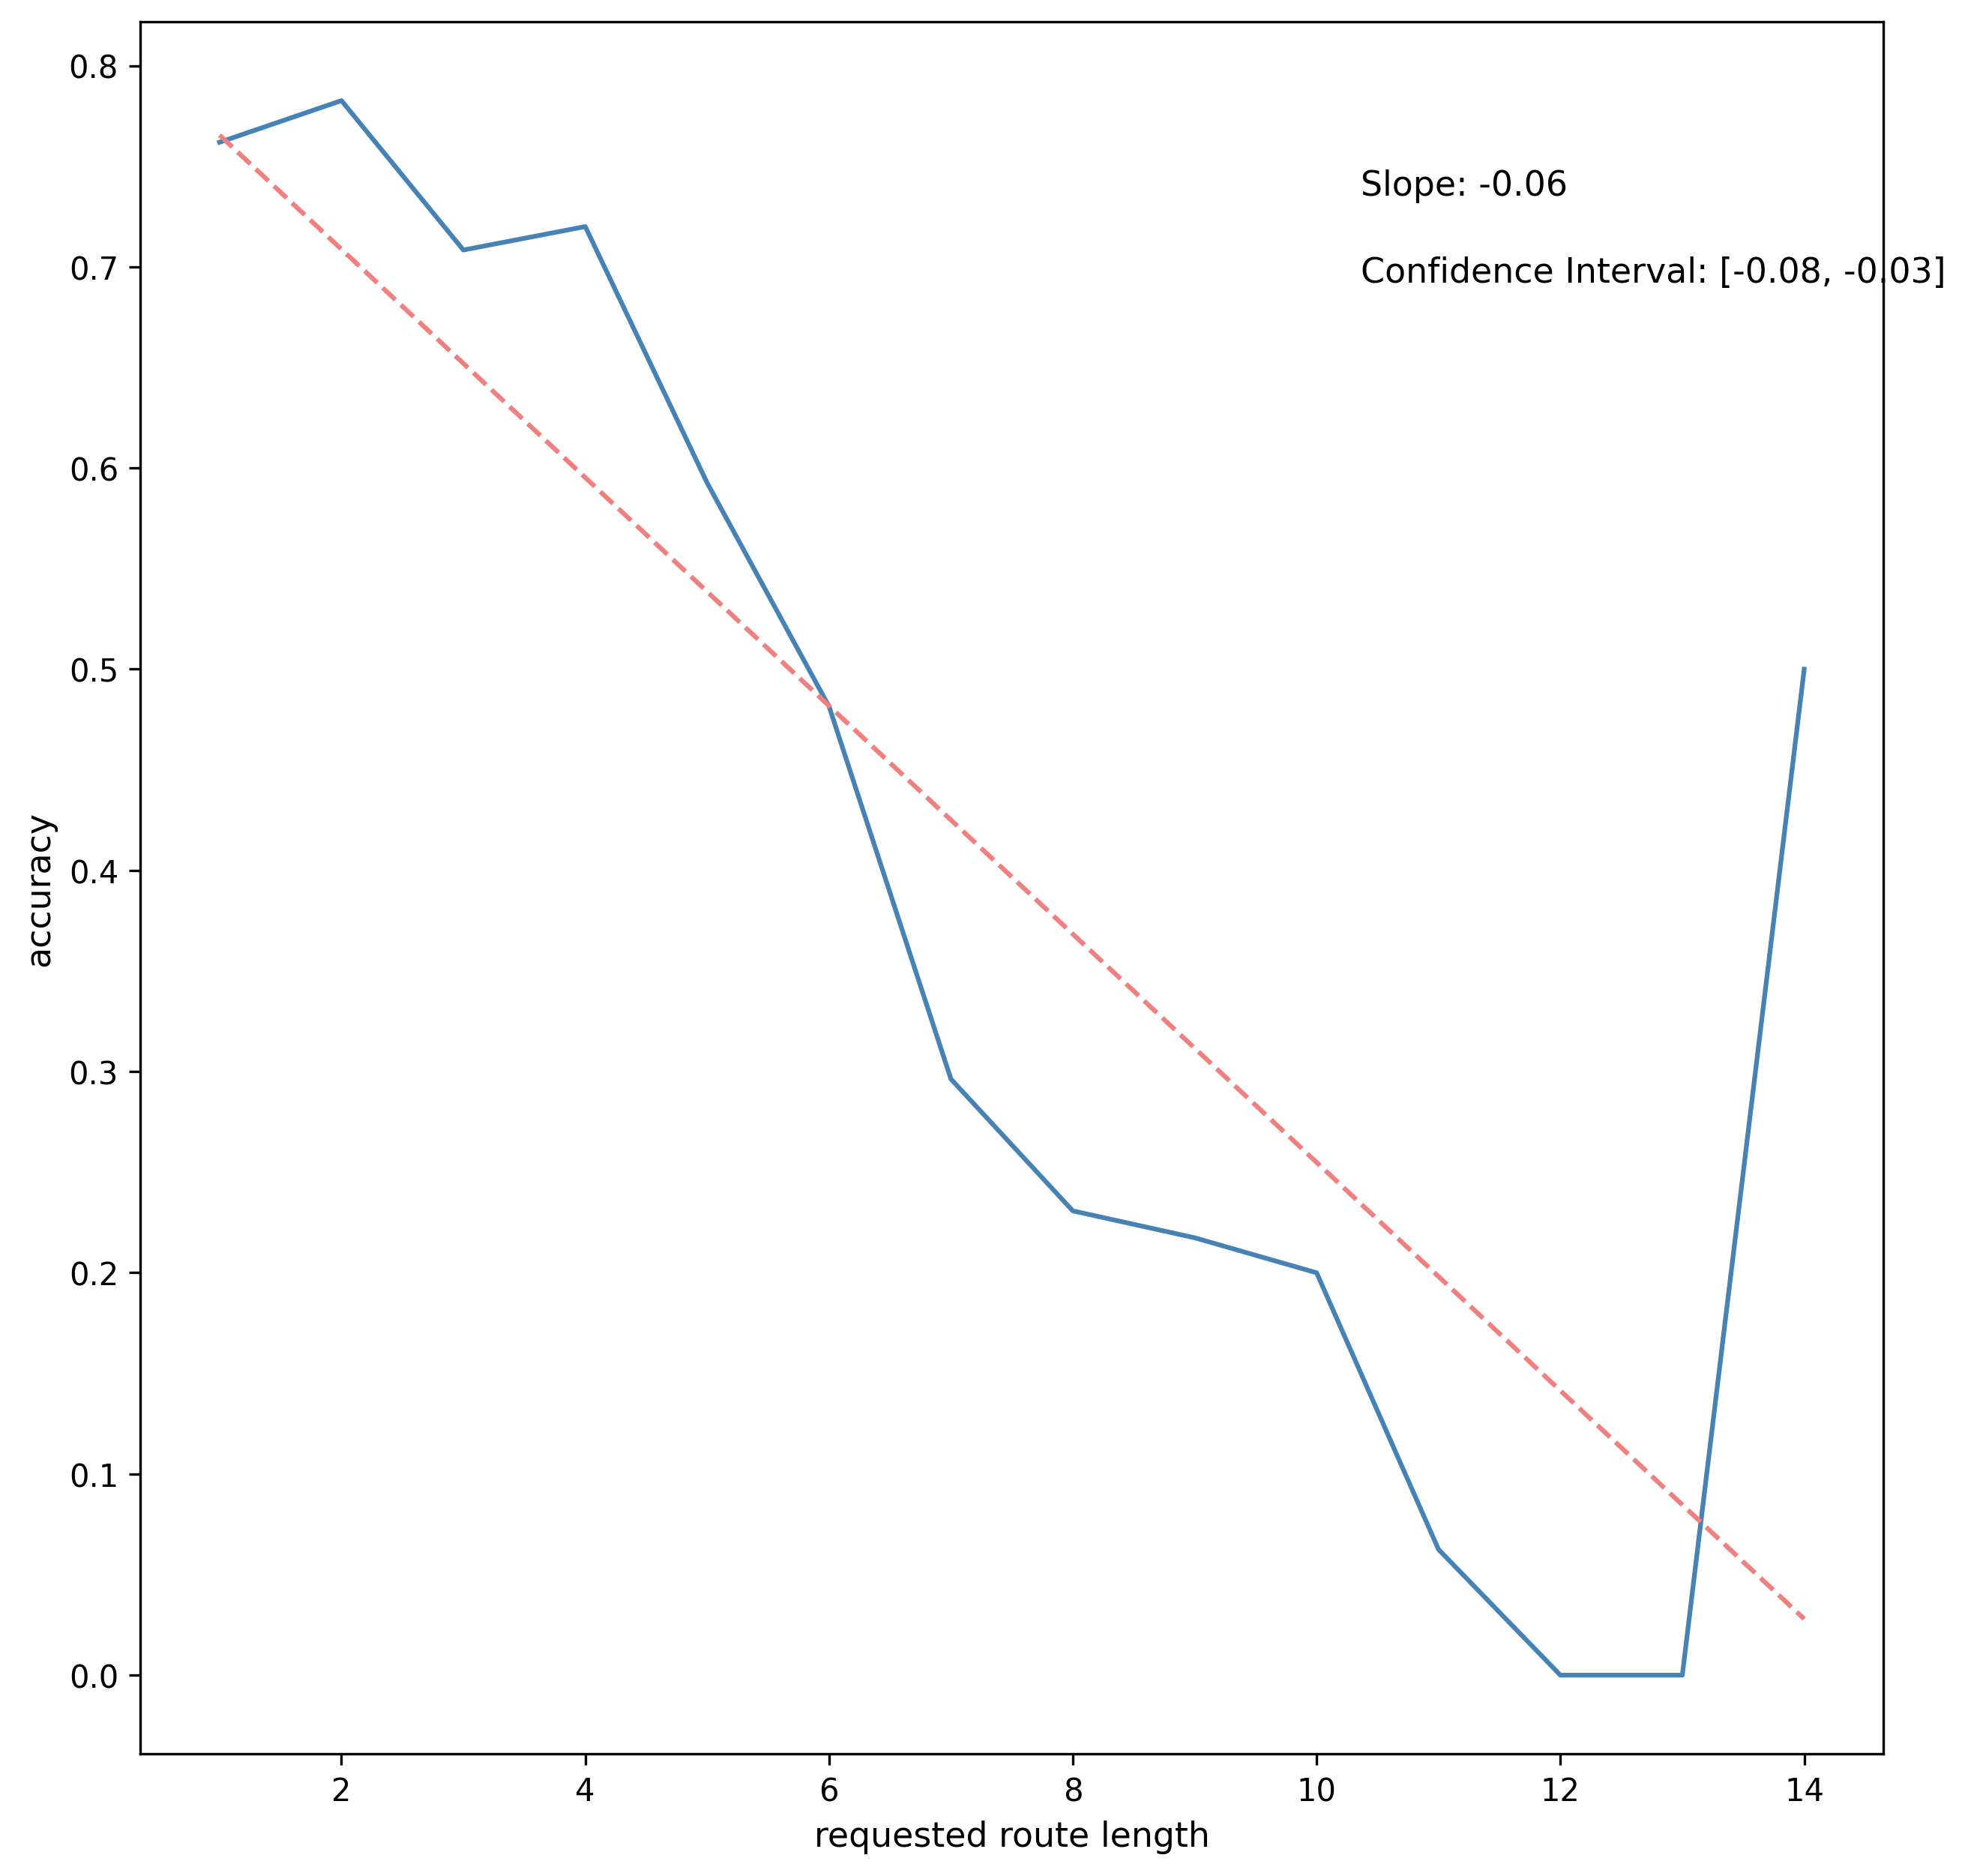 0.8
0.7
0.6
0.5
0.4
0.3
0.2
0.1
0.0
accuracy
Slope: -0.06
Confidence Interval: [-0.08, -0.03]
2 4 6 8 10 12 14
requested route length